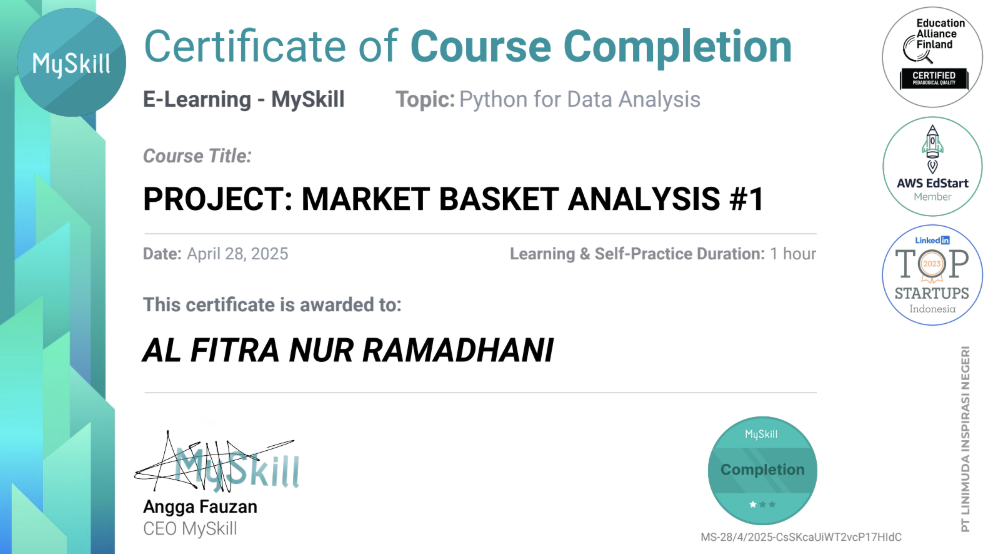 MySkill
Certificate of Course Completion
E-Learning - MySkill Topic: Python for Data Analysis
Course Title:
PROJECT: MARKET BASKET ANALYSIS #1
Date: April 28, 2025 Learning & Self-Practice Duration: 1 hour
This certificate is awarded to:
AL FITRA NUR RAMADHANI
MySkill
Angga Fauzan
CEO MySkill
MySkill
Completion
MS-28/4/2025-CsSKcaUiWT2vcP17HIdC
Education
Alliance
Finland
CERTIFIED
PEDAGOGICAL QUALITY
AWS EdStart
Member
LinkedIn
TOP
2023
STARTUPS
Indonesia
PT LINIMUDA INSPIRASI NEGERI